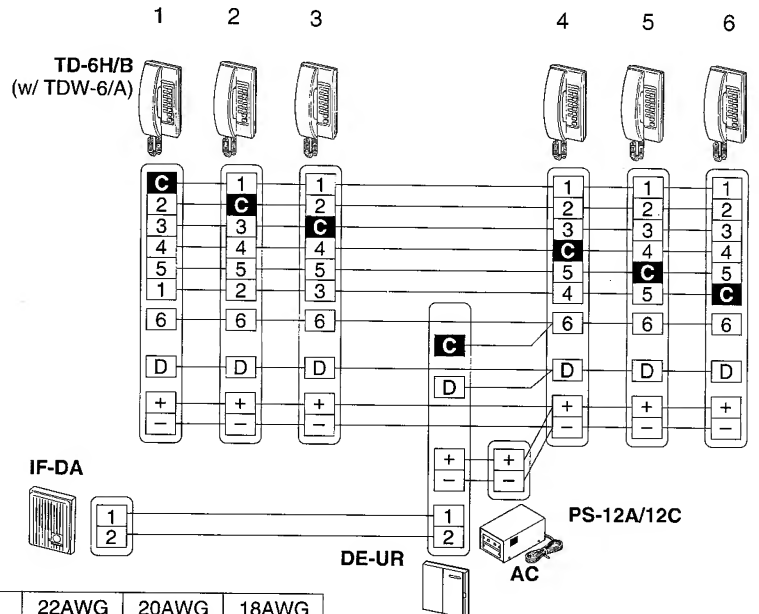 1 2 3 4 5 6
TD-6H/B
(w/ TDW-6/A)
C 1 1 1 1 1
2 C 2 2 2 2
3 3 C 3 3 3
4 4 4 C 4 4
5 5 5 5 C 5
1 2 3 4 5 C
6 6 6 6 6 6
C
D D D D D D
D
+ + + + + +
− − − − − −
+ +
− −
IF-DA
1 1
2 2
PS-12A/12C
DE-UR
AC
22AWG 20AWG 18AWG